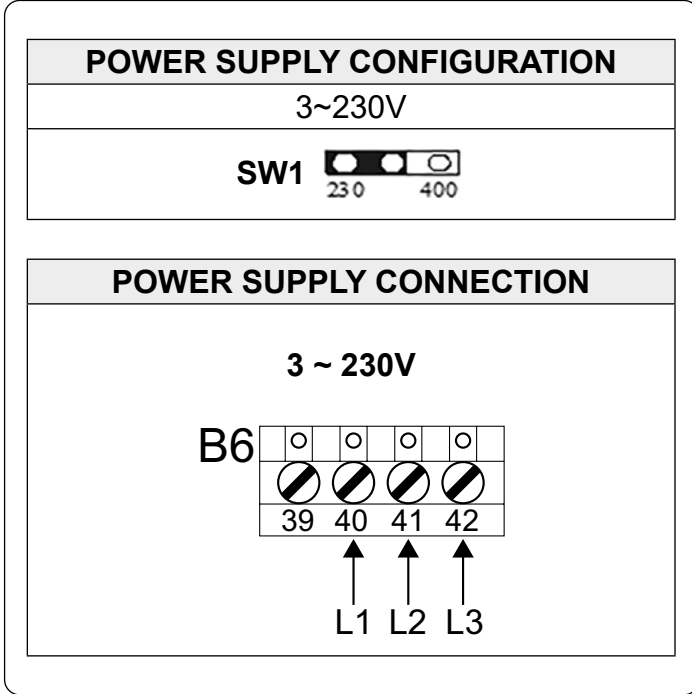 POWER SUPPLY CONFIGURATION
3~230V
SW1
230 400
POWER SUPPLY CONNECTION
3 ~ 230V
B6
39 40 41 42
L1 L2 L3